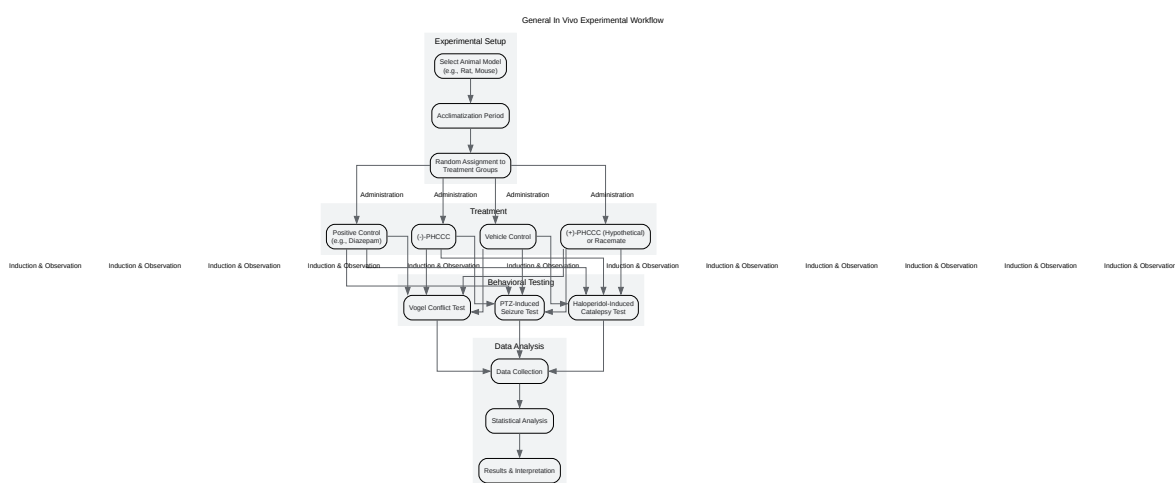 General In Vivo Experimental Workflow
Experimental Setup
Select Animal Model
(e.g., Rat, Mouse)
Acclimatization Period
Random Assignment to
Treatment Groups
Administration
Administration
Administration
Administration
Treatment
Positive Control
(e.g., Diazepam)
(-)-PHCCC
Vehicle Control
(+)-PHCCC (Hypothetical)
or Racemate
Induction & Observation
Induction & Observation
Induction & Observation
Induction & Observation
Induction & Observation
Induction & Observation
Induction & Observation
Induction & Observation
Induction & Observation
Induction & Observation
Induction & Observation
Induction & Observation
Behavioral Testing
Vogel Conflict Test
PTZ-Induced
Seizure Test
Haloperidol-Induced
Catalepsy Test
Data Analysis
Data Collection
Statistical Analysis
Results & Interpretation